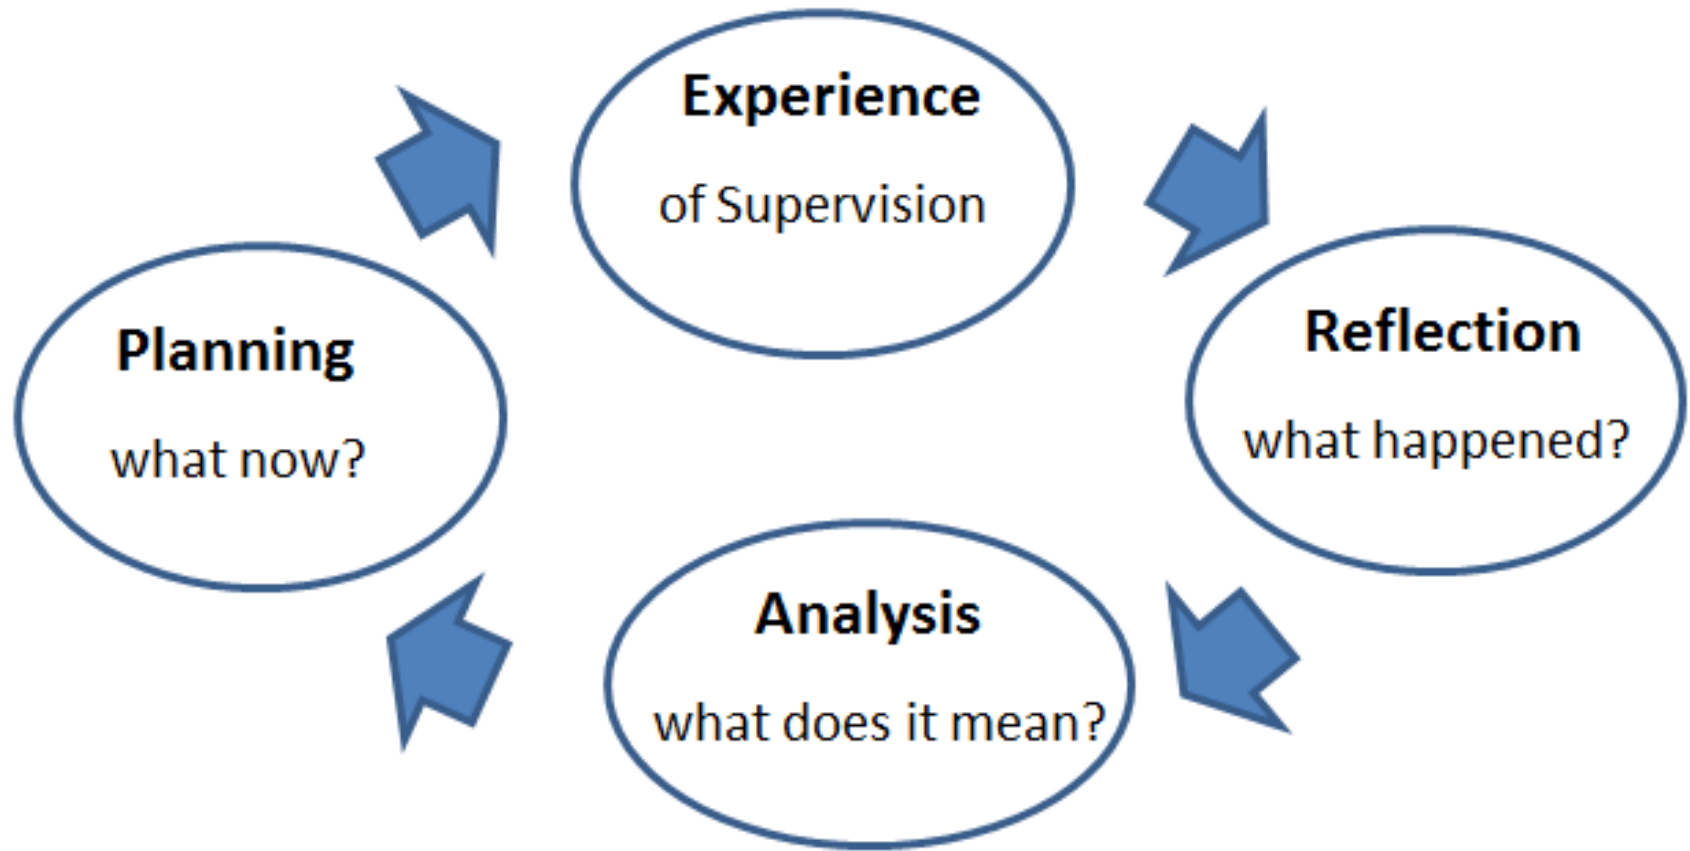 Experience
of Supervision
Reflection
what happened?
Analysis
what does it mean?
Planning
what now?